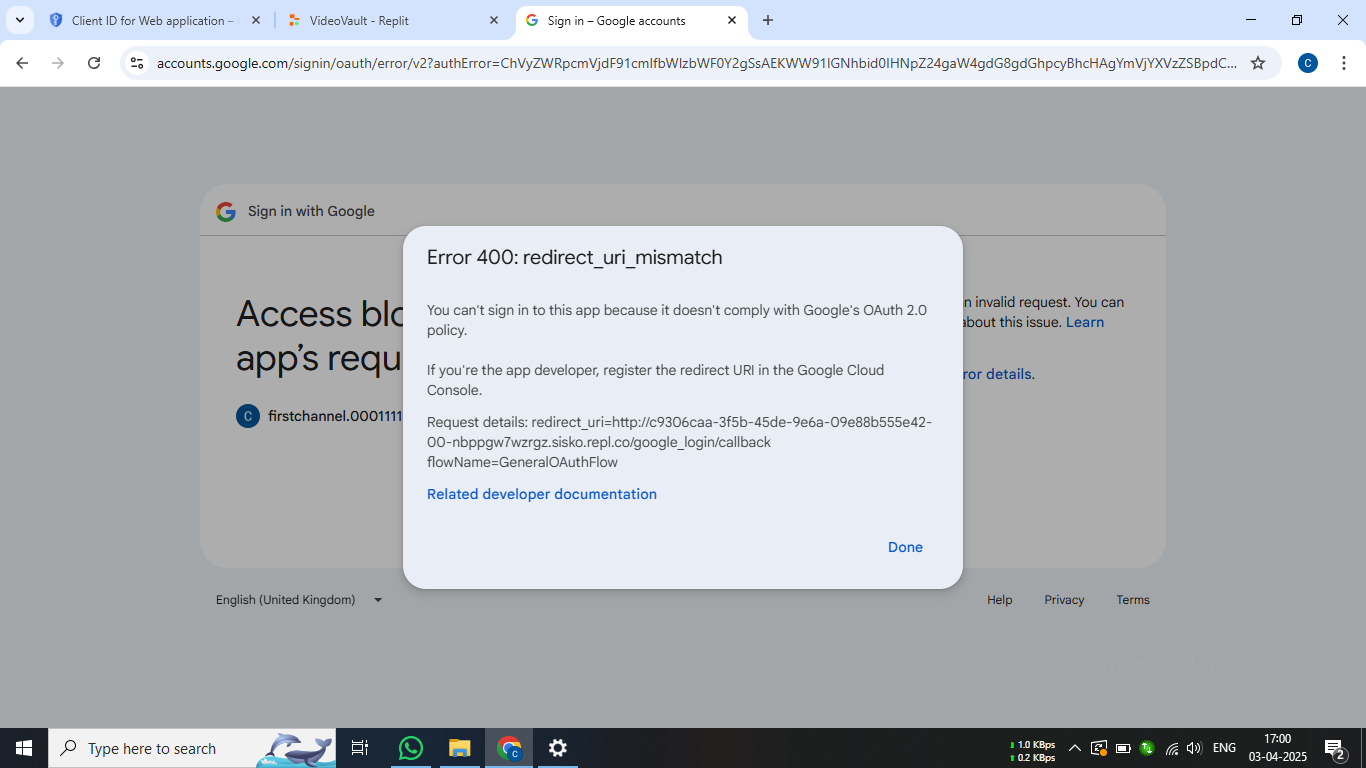 Client ID for Web application –
VideoVault - Replit
Sign in – Google accounts
accounts.google.com/signin/oauth/error/v2?authError=ChVyZWRpcmVjdF91cmlfbWlzbWF0Y2gSsAEKWW91IGNhbid0IHNpZ24gaW4gdG8gdGhpcyBhcHAgYmVjYXVzZSBpdC...
C
Sign in with Google
Access blo
app's requ
C firstchannel.0001111
n invalid request. You can
about this issue. Learn
ror details.
Error 400: redirect_uri_mismatch
You can't sign in to this app because it doesn't comply with Google's OAuth 2.0
policy.
If you're the app developer, register the redirect URI in the Google Cloud
Console.
Request details: redirect_uri=http://c9306caa-3f5b-45de-9e6a-09e88b555e42-
00-nbppgw7wzrgz.sisko.repl.co/google_login/callback
flowName=GeneralOAuthFlow
Related developer documentation
Done
English (United Kingdom)
Help Privacy Terms
Type here to search
C
1.0 KBps
0.2 KBps
ENG
17:00
03-04-2025
2